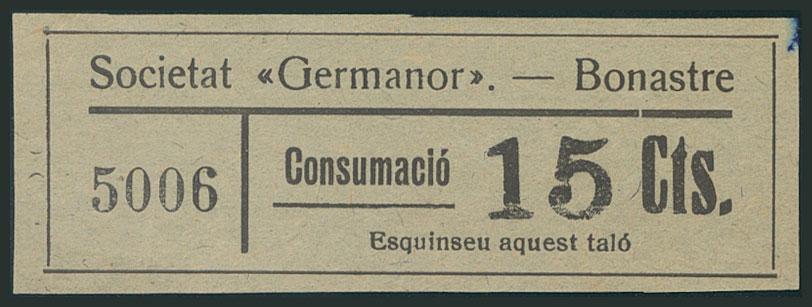 Societat «Germanor». — Bonastre
5006
Consumació 15 Cts.
Esquinseu aquest taló